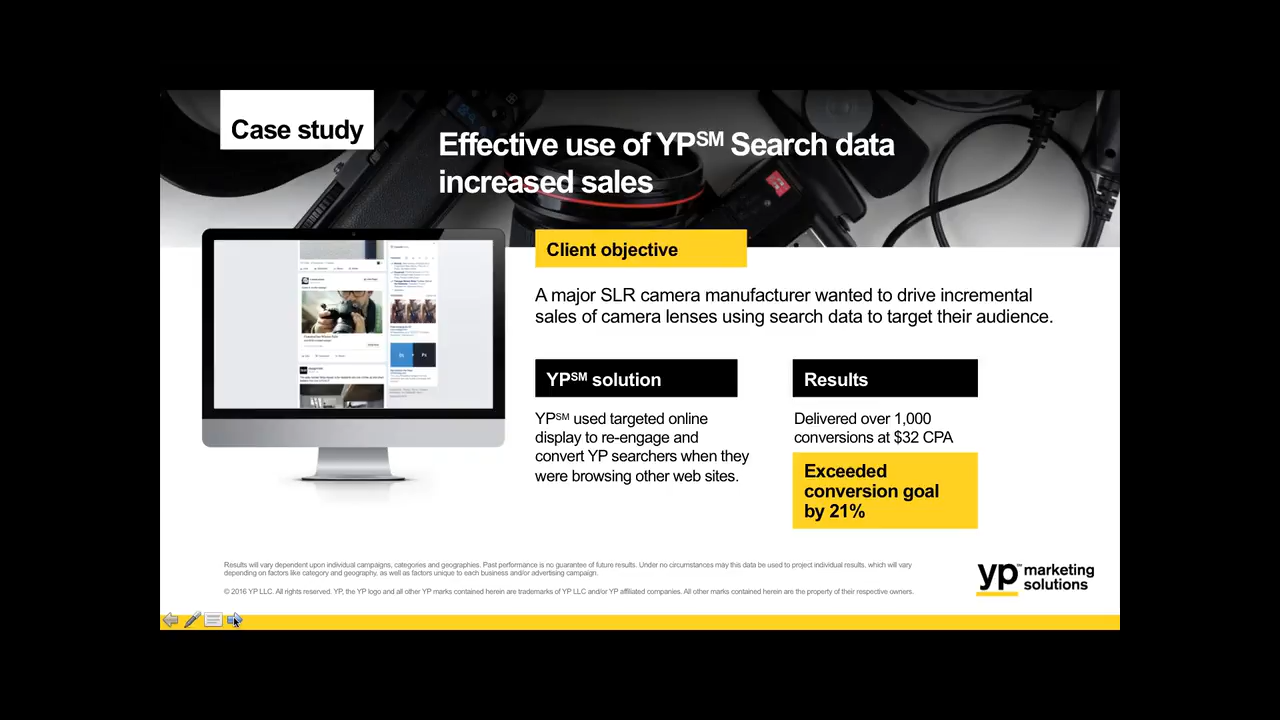 Case study
Effective use of YP℠ Search data
increased sales
Client objective
A major SLR camera manufacturer wanted to drive incremental
sales of camera lenses using search data to target their audience.
YP℠ solution
YP℠ used targeted online
display to re-engage and
convert YP searchers when they
were browsing other web sites.
Results
Delivered over 1,000
conversions at $32 CPA
Exceeded
conversion goal
by 21%
Results will vary dependent upon individual campaigns, categories and geographies. Past performance is no guarantee of future results. Under no circumstances may this data be used to project individual results, which will vary
depending on factors like category and geography, as well as factors unique to each business and/or advertising campaign.
© 2016 YP LLC. All rights reserved. YP, the YP logo and all other YP marks contained herein are trademarks of YP LLC and/or YP affiliated companies. All other marks contained herein are the property of their respective owners.
yp marketing
solutions